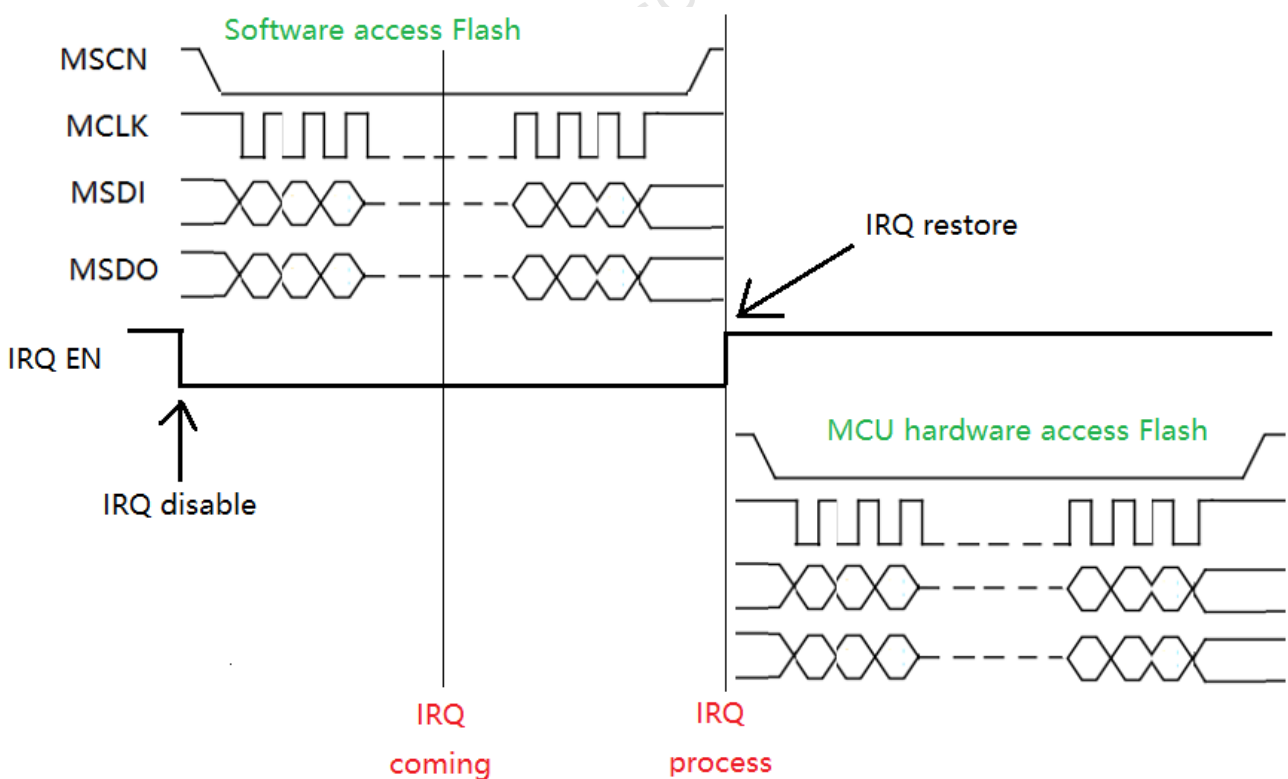 Software access Flash
MSCN
MCLK
MSDI
MSDO
IRQ restore
IRQ EN
MCU hardware access Flash
IRQ disable
IRQ
coming
IRQ
process